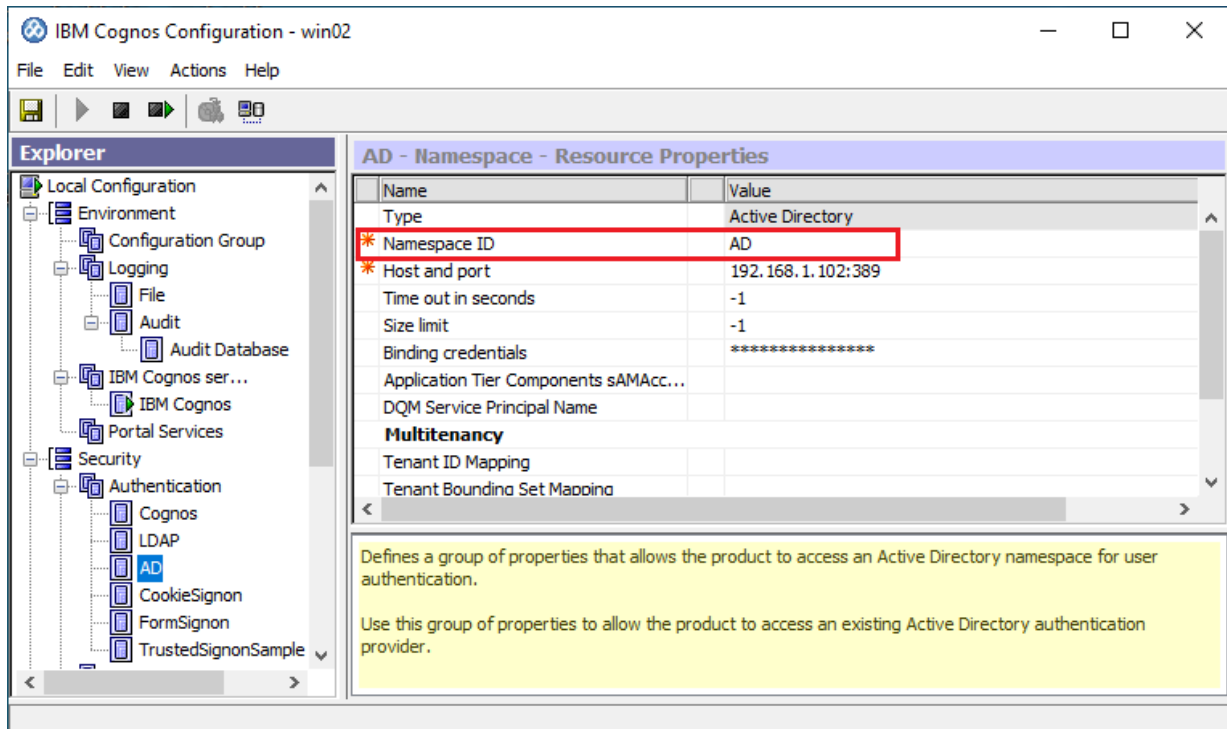 IBM Cognos Configuration - win02
File Edit View Actions Help
Explorer
Local Configuration
Environment
Configuration Group
Logging
File
Audit
Audit Database
IBM Cognos ser...
IBM Cognos
Portal Services
Security
Authentication
Cognos
LDAP
AD
CookieSignon
FormSignon
TrustedSignonSample
AD - Namespace - Resource Properties
Name Value
Type Active Directory
* Namespace ID AD
* Host and port 192.168.1.102:389
Time out in seconds -1
Size limit -1
Binding credentials ***************
Application Tier Components sAMAcc...
DQM Service Principal Name
Multitenancy
Tenant ID Mapping
Tenant Bounding Set Mapping
Defines a group of properties that allows the product to access an Active Directory namespace for user
authentication.
Use this group of properties to allow the product to access an existing Active Directory authentication
provider.